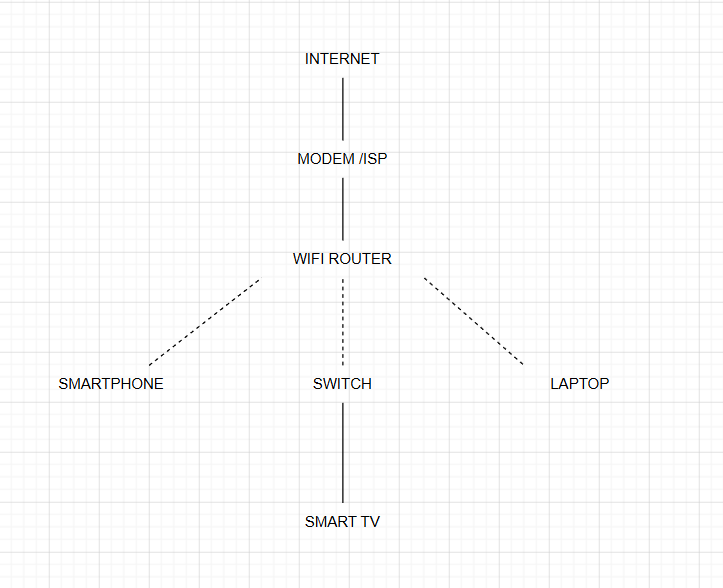 INTERNET
MODEM /ISP
WIFI ROUTER
SMARTPHONE
SWITCH
LAPTOP
SMART TV